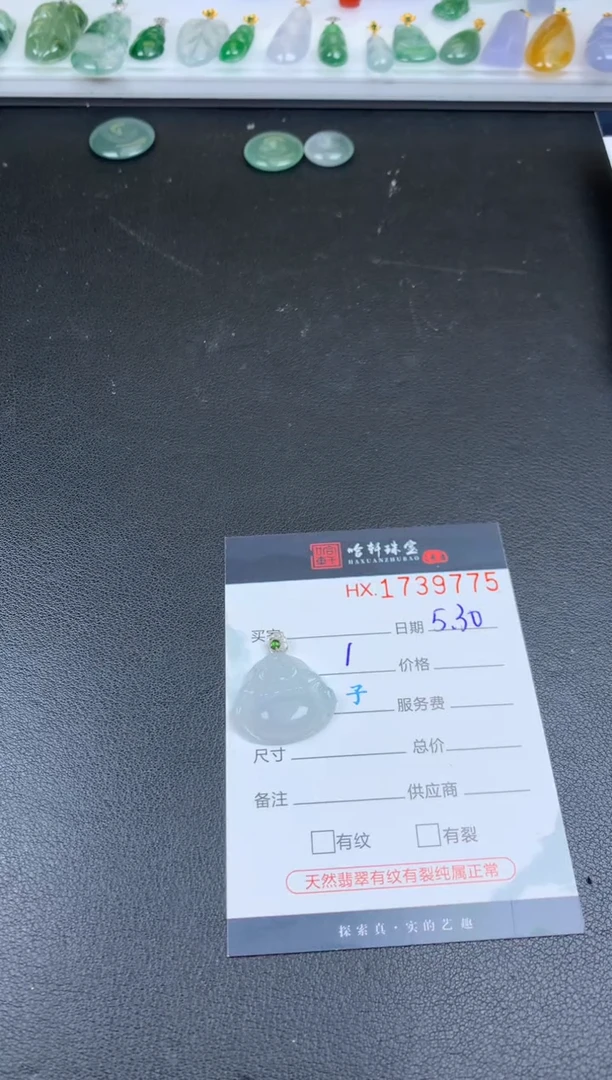 哈轩珠宝
HAXUANZHUBAO
HX.1739775
买 日期 5.30
1 价格
子 服务费
尺寸 总价
备注 供应商
有纹 有裂
天然翡翠有纹有裂纯属正常
探索真·实的艺趣